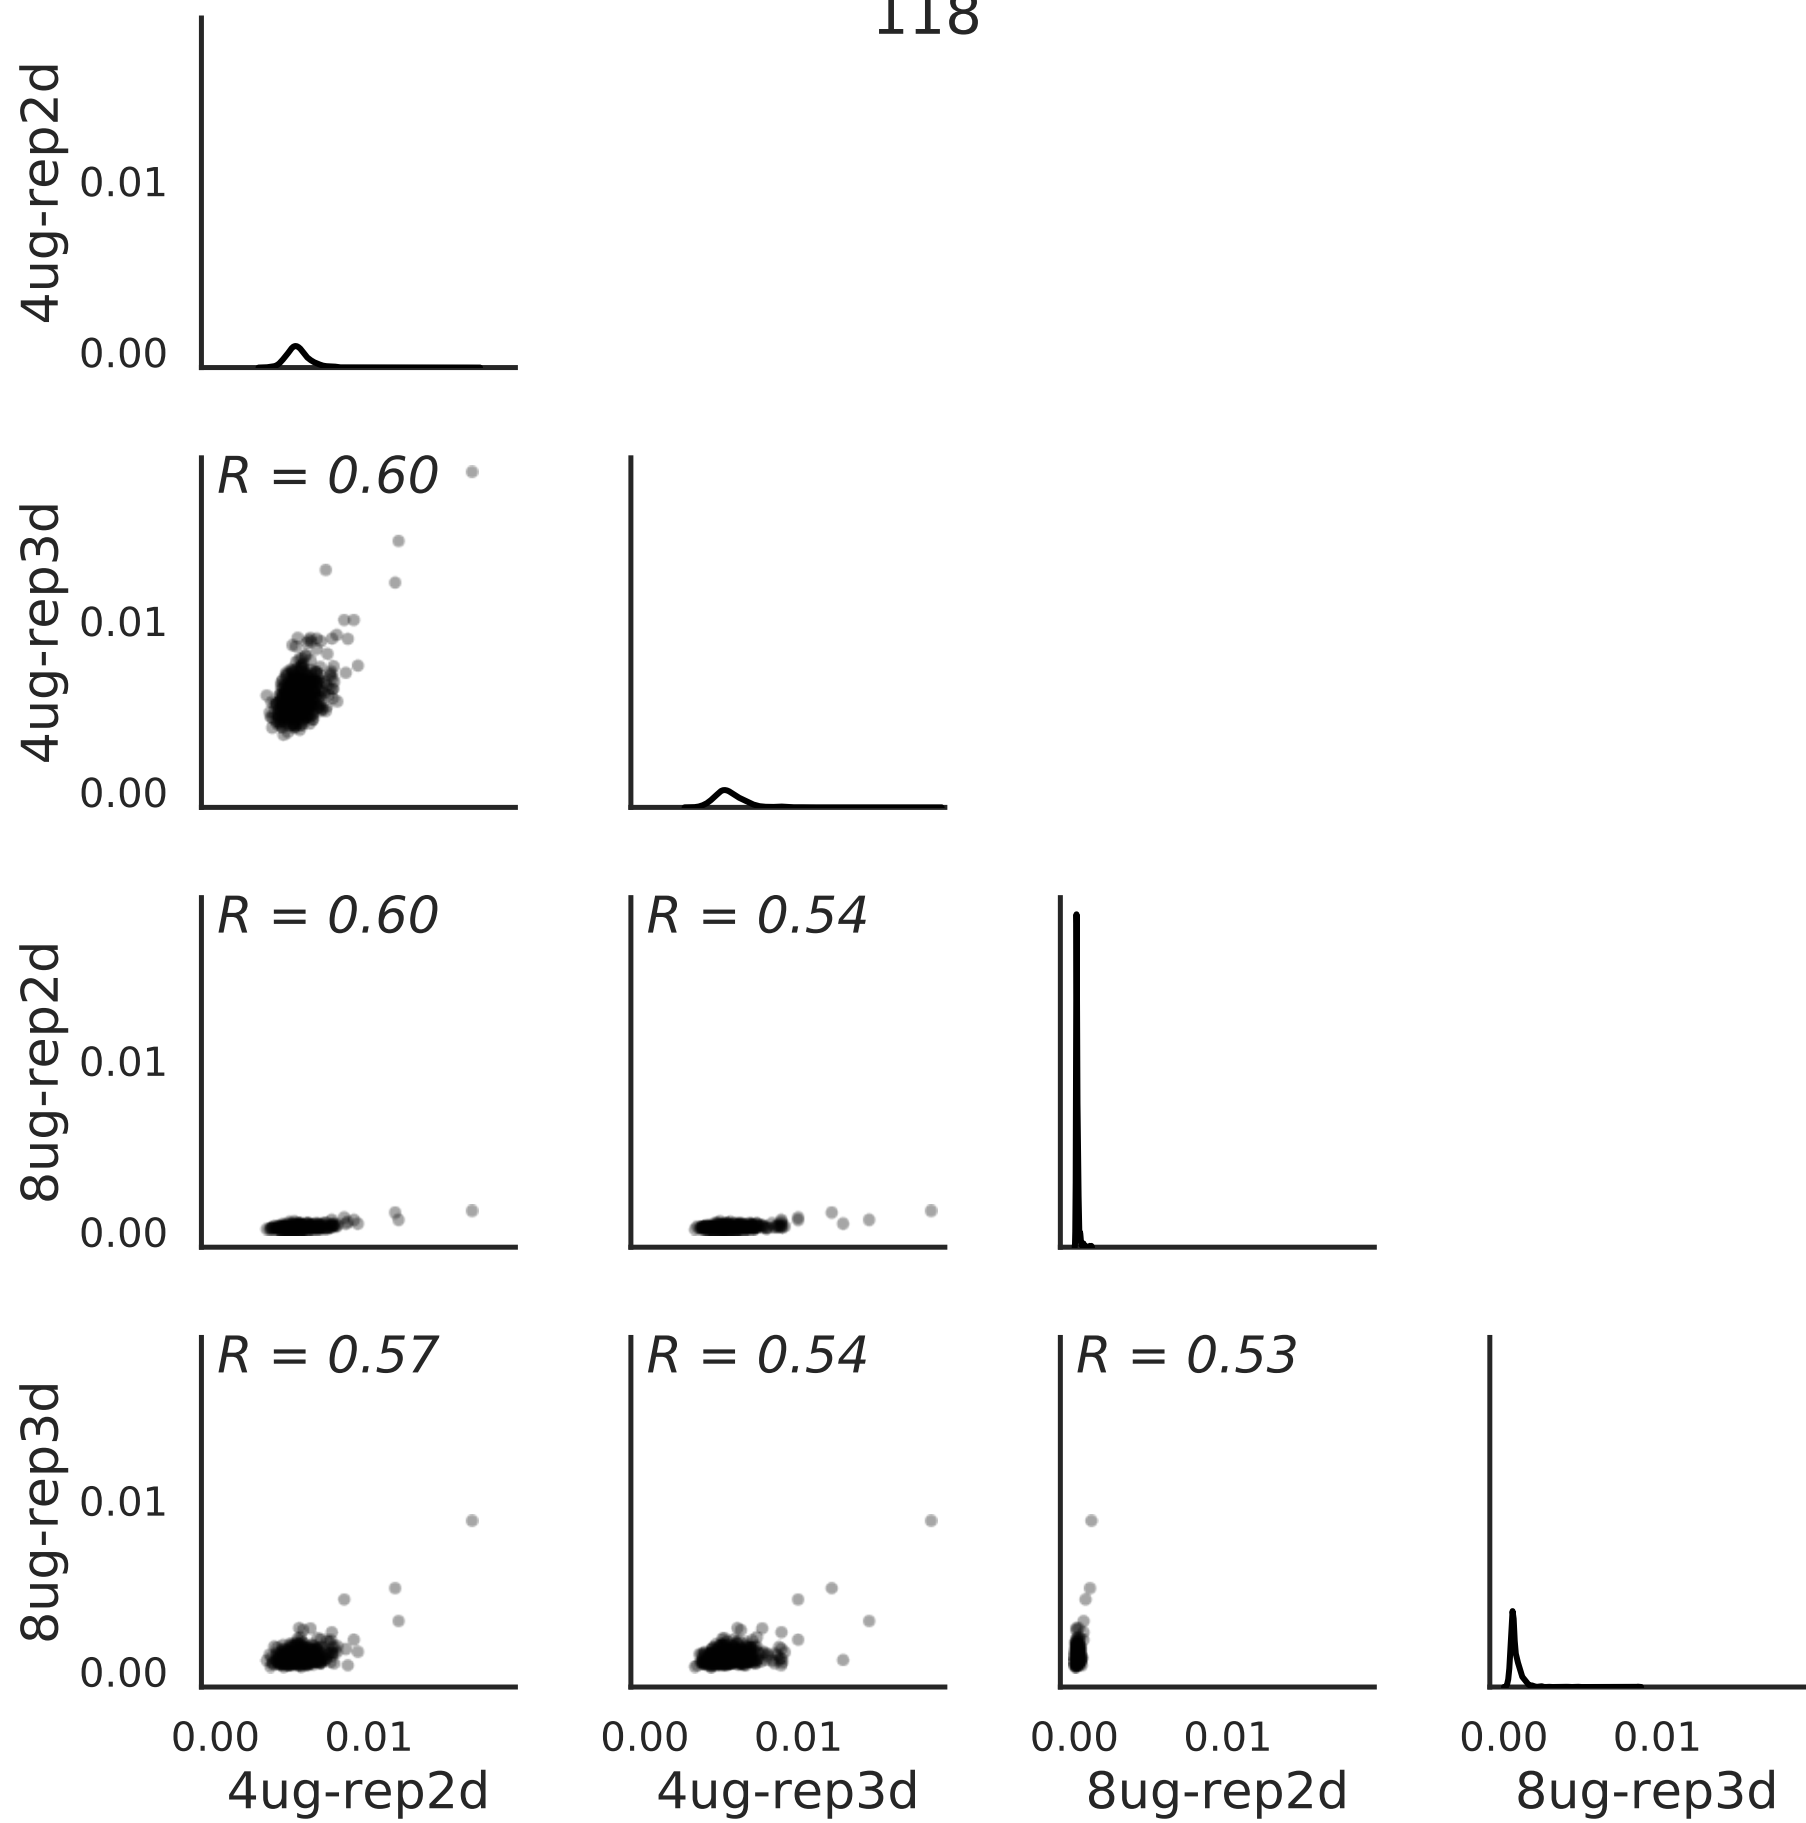 118
4ug-rep2d
0.01
0.00
4ug-rep3d
0.01
0.00
R = 0.60
8ug-rep2d
0.01
0.00
R = 0.60
R = 0.54
8ug-rep3d
0.01
0.00
R = 0.57
R = 0.54
R = 0.53
0.00 0.01
0.00 0.01
0.00 0.01
0.00 0.01
4ug-rep2d
4ug-rep3d
8ug-rep2d
8ug-rep3d